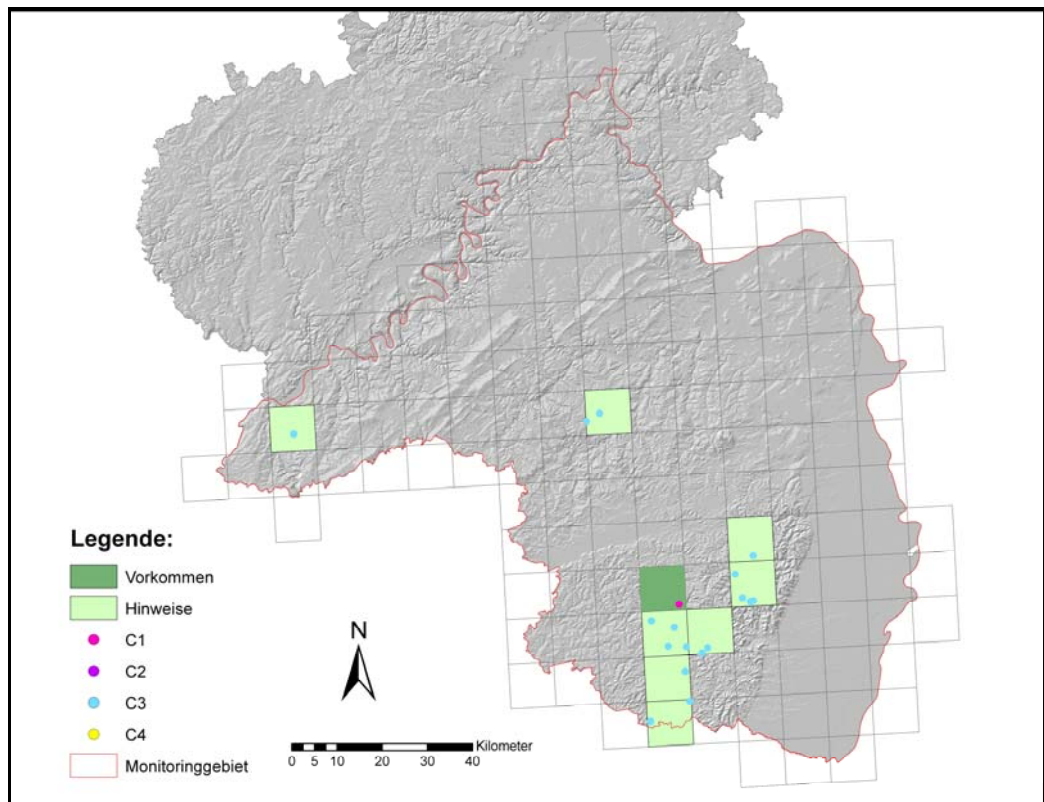 Legende:
Vorkommen
Hinweise
C1
C2
C3
C4
Monitoringgebiet
N
Kilometer
0 5 10 20 30 40